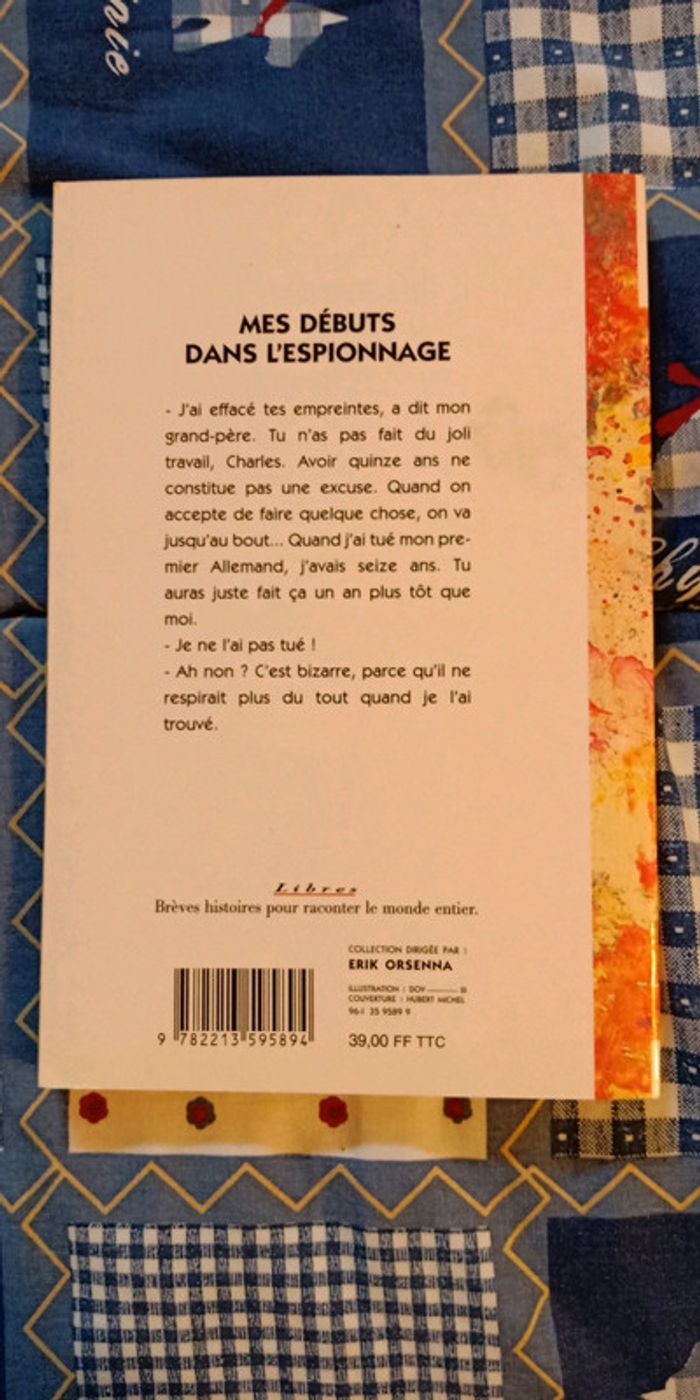 MES DÉBUTS
DANS L'ESPIONNAGE
- J'ai effacé tes empreintes, a dit mon
grand-père. Tu n'as pas fait du joli
travail, Charles. Avoir quinze ans ne
constitue pas une excuse. Quand on
accepte de faire quelque chose, on va
jusqu'au bout... Quand j'ai tué mon pre-
mier Allemand, j'avais seize ans. Tu
auras juste fait ça un an plus tôt que
moi.
- Je ne l'ai pas tué !
- Ah non ? C'est bizarre, parce qu'il ne
respirait plus du tout quand je l'ai
trouvé.
Libres
Brèves histoires pour raconter le monde entier.
COLLECTION DIRIGÉE PAR :
ERIK ORSENNA
ILLUSTRATION : DOV
COUVERTURE : HUBERT MICHEL
35 9589 9
9 782213 595894
39,00 FF TTC